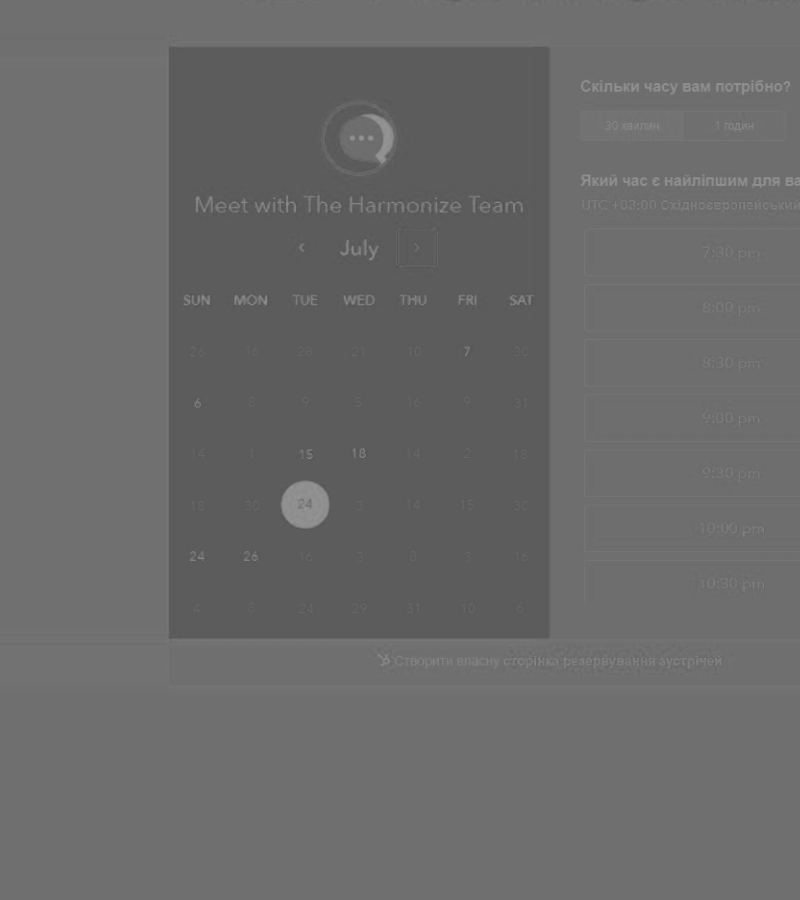 Meet with The Harmonize Team
July
SUN MON TUE WED THU FRI SAT
26 16 28 21 10 7 30
6 8 9 5 16 9 31
14 1 15 18 14 2 18
18 30 24 3 14 15 30
24 26 16 3 8 3 16
4 8 24 29 31 10 6
Скільки часу вам потрібно?
30 хвилин 1 годин
Який час є найліпшим для ва
UTC +03:00 Східноєвропейський
7:30 pm
8:00 pm
8:30 pm
9:00 pm
9:30 pm
10:00 pm
10:30 pm
Створити власну сторінка резервування зустрічей